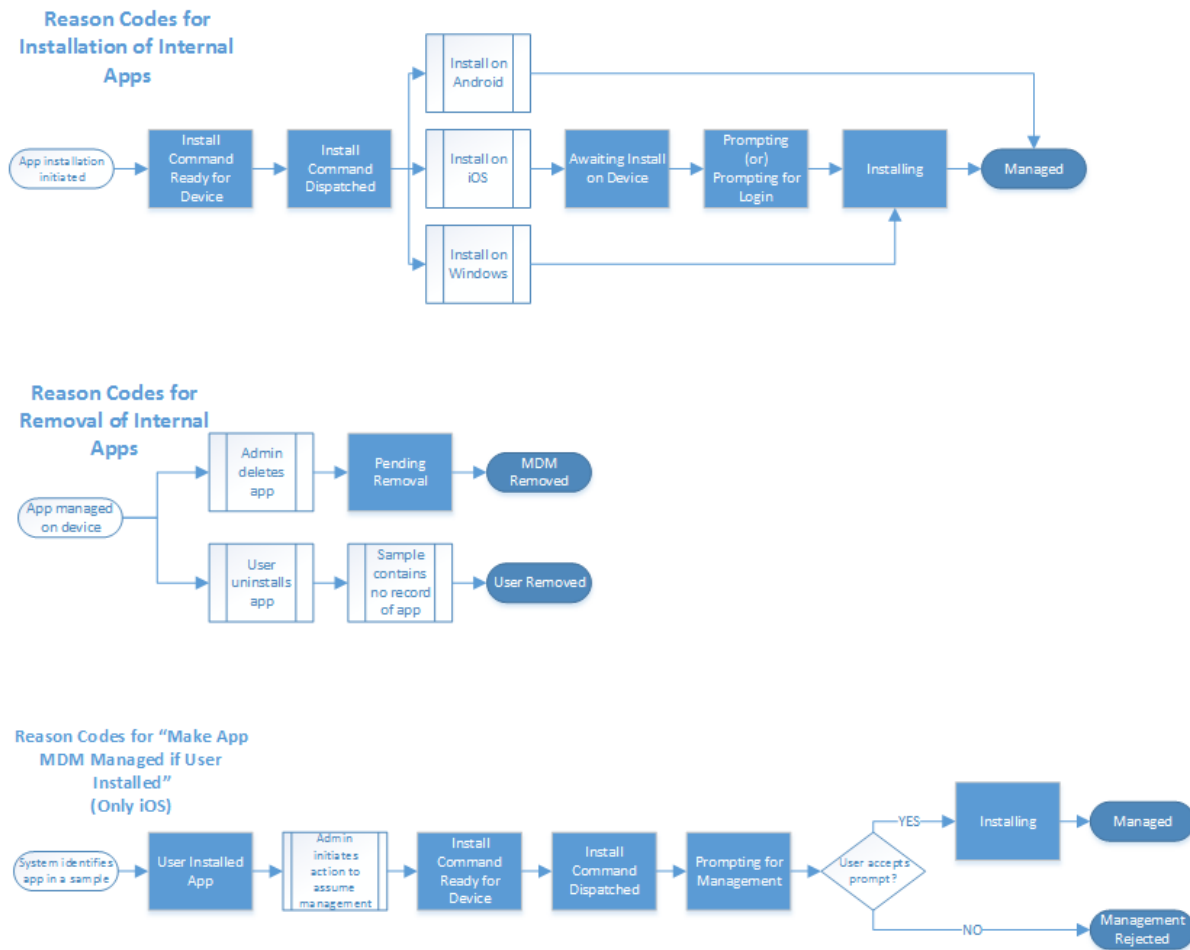 Reason Codes for
Installation of Internal
Apps
Install on
Android
App installation
initiated
Install
Command
Ready for
Device
Install
Command
Dispatched
Install on
iOS
Awaiting Install
on Device
Prompting
(or)
Prompting for
Login
Installing
Managed
Install on
Windows
Reason Codes for
Removal of Internal
Apps
Admin
deletes
app
Pending
Removal
MDM
Removed
App managed
on device
User
uninstalls
app
Sample
contains
no record
of app
User Removed
Reason Codes for “Make App
MDM Managed if User
Installed”
(Only iOS)
System identifies
app in a sample
User Installed
App
Admin
initiates
action to
assume
management
Install
Command
Ready for
Device
Install
Command
Dispatched
Prompting for
Management
User accepts
prompt?
YES
Installing
Managed
NO
Management
Rejected